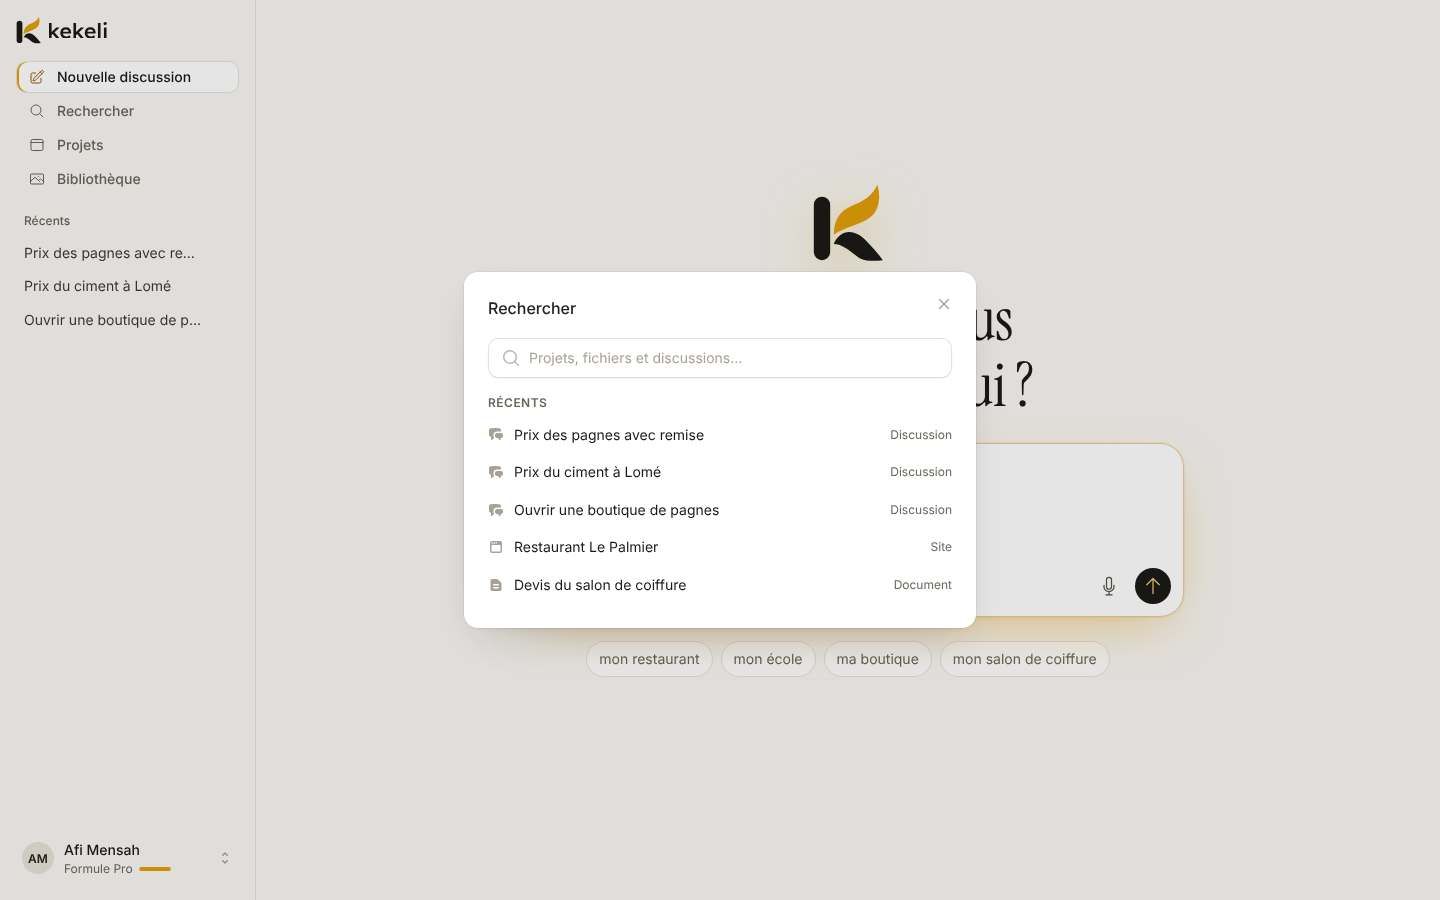 kekeli
Nouvelle discussion
Rechercher
Projets
Bibliothèque
Récents
Prix des pagnes avec re...
Prix du ciment à Lomé
Ouvrir une boutique de p...
Afi Mensah
AM
Formule Pro
us
ui ?
Rechercher
Projets, fichiers et discussions...
RÉCENTS
Prix des pagnes avec remise Discussion
Prix du ciment à Lomé Discussion
Ouvrir une boutique de pagnes Discussion
Restaurant Le Palmier Site
Devis du salon de coiffure Document
mon restaurant mon école ma boutique mon salon de coiffure